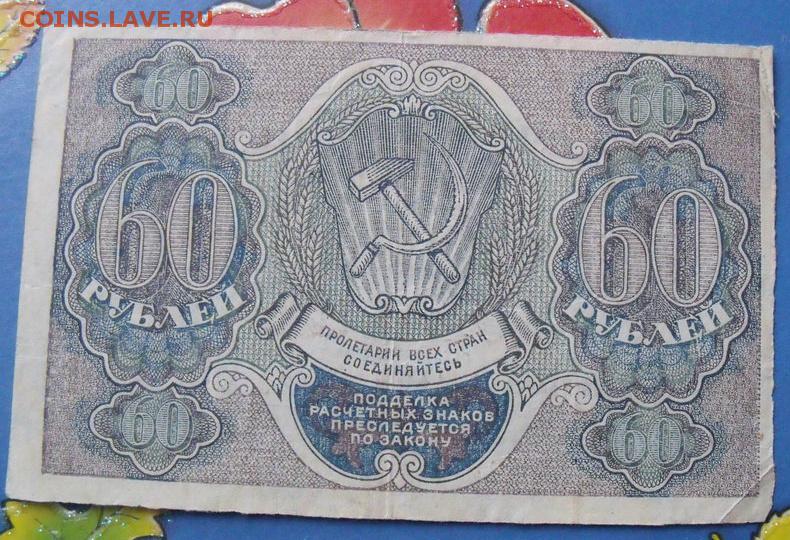 COINS.LAVE.RU
60
60
60
РУБЛЕЙ
60
РУБЛЕЙ
ПРОЛЕТАРИИ ВСЕХ СТРАН
СОЕДИНЯЙТЕСЬ
ПОДДЕЛКА
РАСЧЕТНЫХ ЗНАКОВ
ПРЕСЛЕДУЕТСЯ
ПО ЗАКОНУ
60
60